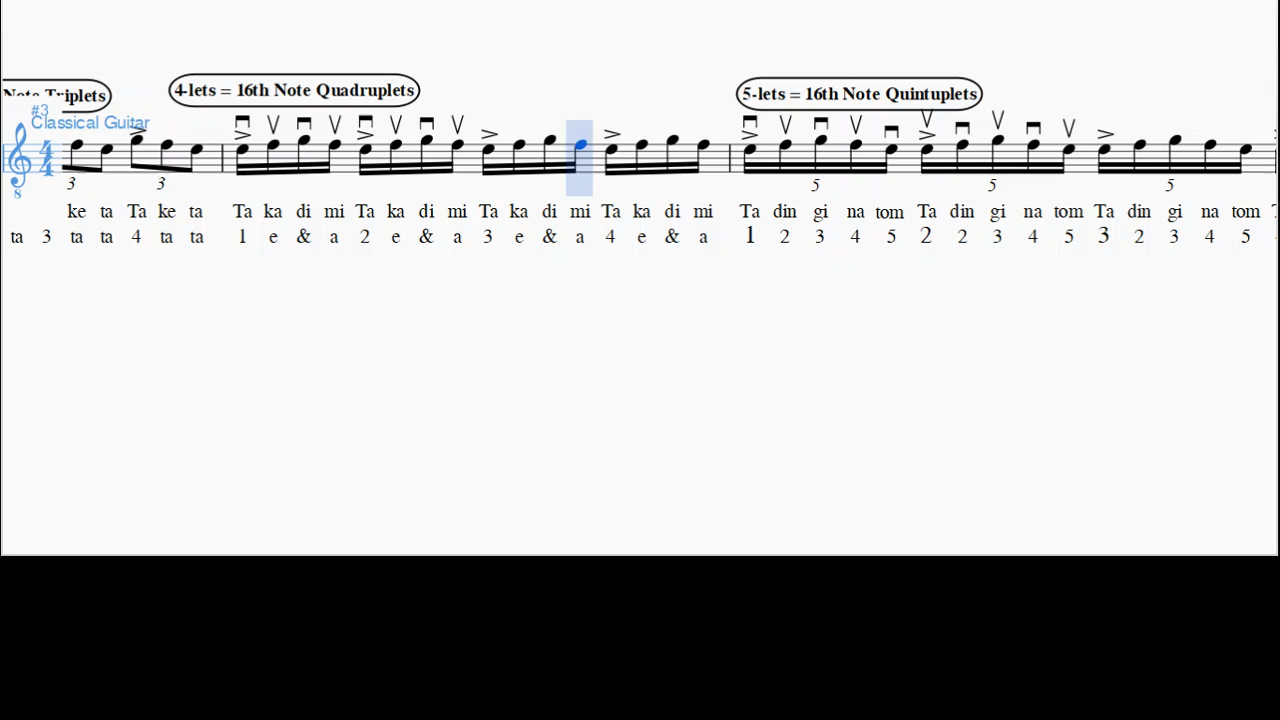 Note Triplets
4-lets = 16th Note Quadruplets
5-lets = 16th Note Quintuplets
#3
Classical Guitar
4
4
8
3 3 5 5 5
ke ta Ta ke ta Ta ka di mi Ta ka di mi Ta ka di mi Ta ka di mi Ta din gi na tom Ta din gi na tom Ta din gi na tom
ta 3 ta ta 4 ta ta 1 e & a 2 e & a 3 e & a 4 e & a 1 2 3 4 5 2 2 3 4 5 3 2 3 4 5